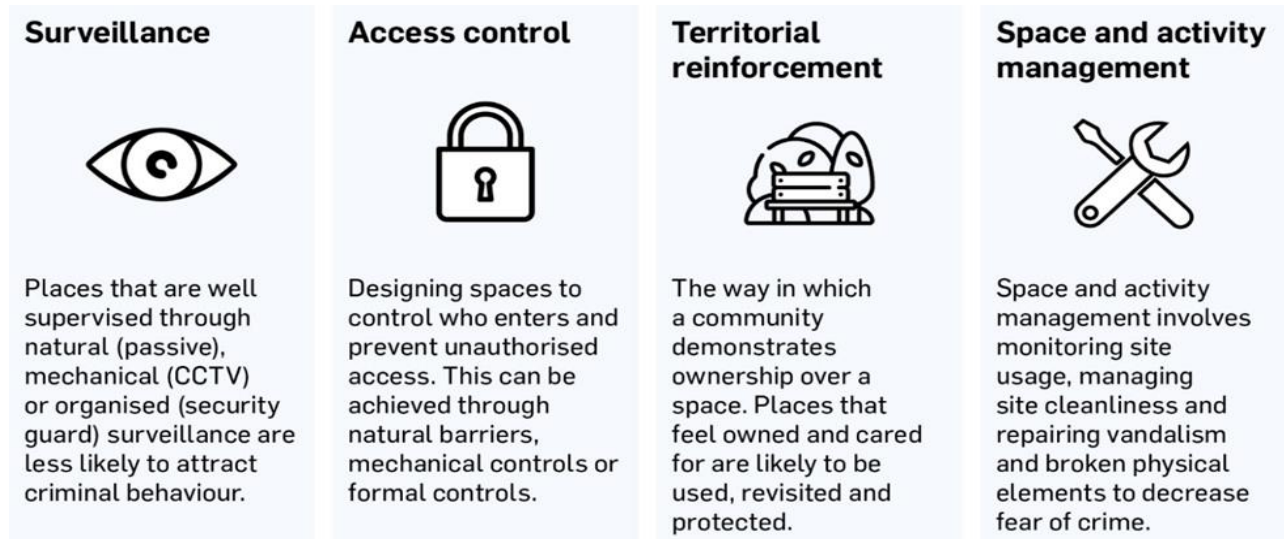 Surveillance
Places that are well
supervised through
natural (passive),
mechanical (CCTV)
or organised (security
guard) surveillance are
less likely to attract
criminal behaviour.
Access control
Designing spaces to
control who enters and
prevent unauthorised
access. This can be
achieved through
natural barriers,
mechanical controls or
formal controls.
Territorial
reinforcement
The way in which
a community
demonstrates
ownership over a
space. Places that
feel owned and cared
for are likely to be
used, revisited and
protected.
Space and activity
management
Space and activity
management involves
monitoring site
usage, managing
site cleanliness and
repairing vandalism
and broken physical
elements to decrease
fear of crime.